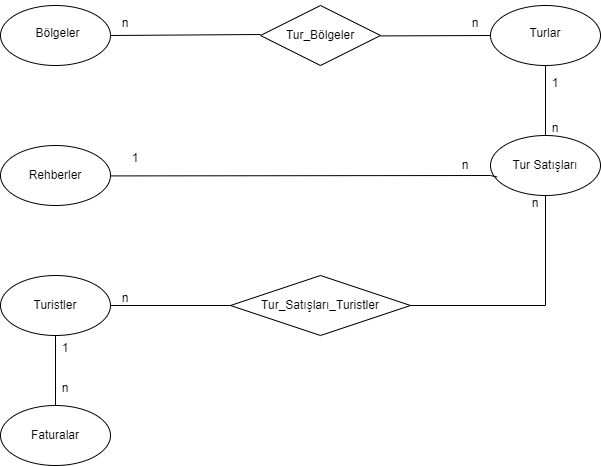 Bölgeler
n
Tur_Bölgeler
n
Turlar
1
n
Rehberler
1
n
Tur Satışları
n
Turistler
n
Tur_Satışları_Turistler
1
n
Faturalar